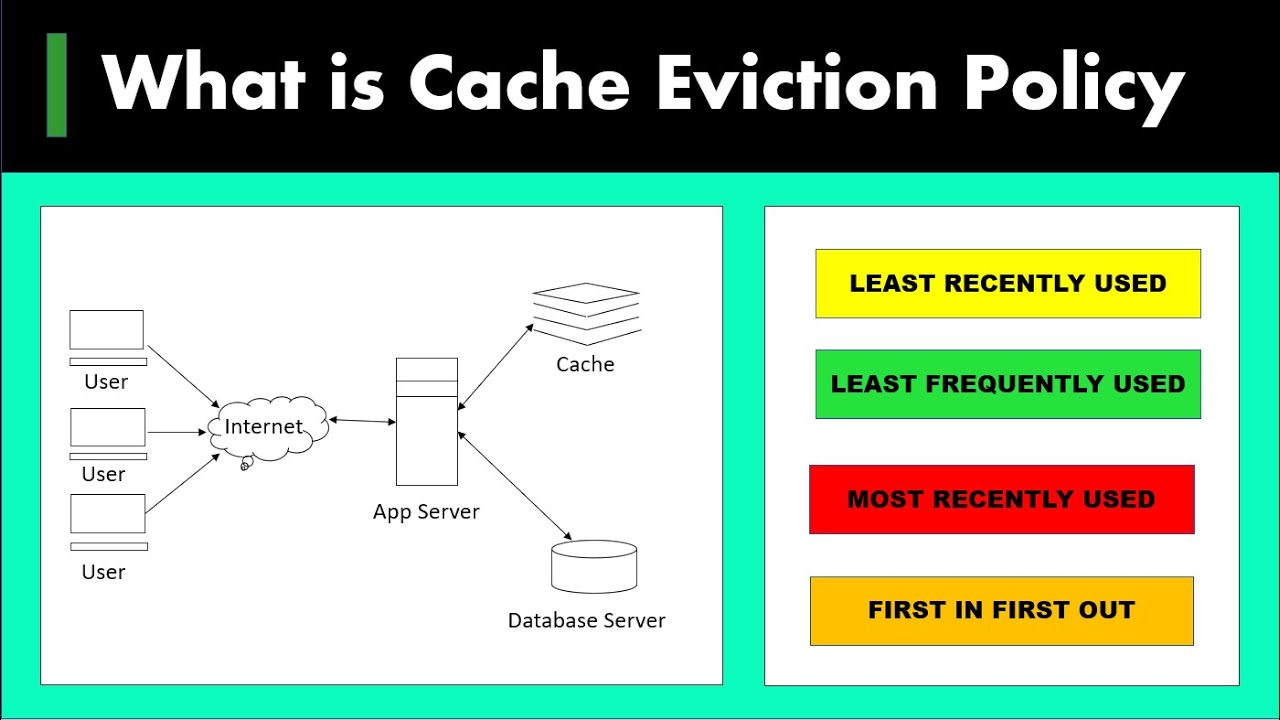 What is Cache Eviction Policy
User
User
User
Internet
App Server
Cache
Database Server
LEAST RECENTLY USED
LEAST FREQUENTLY USED
MOST RECENTLY USED
FIRST IN FIRST OUT